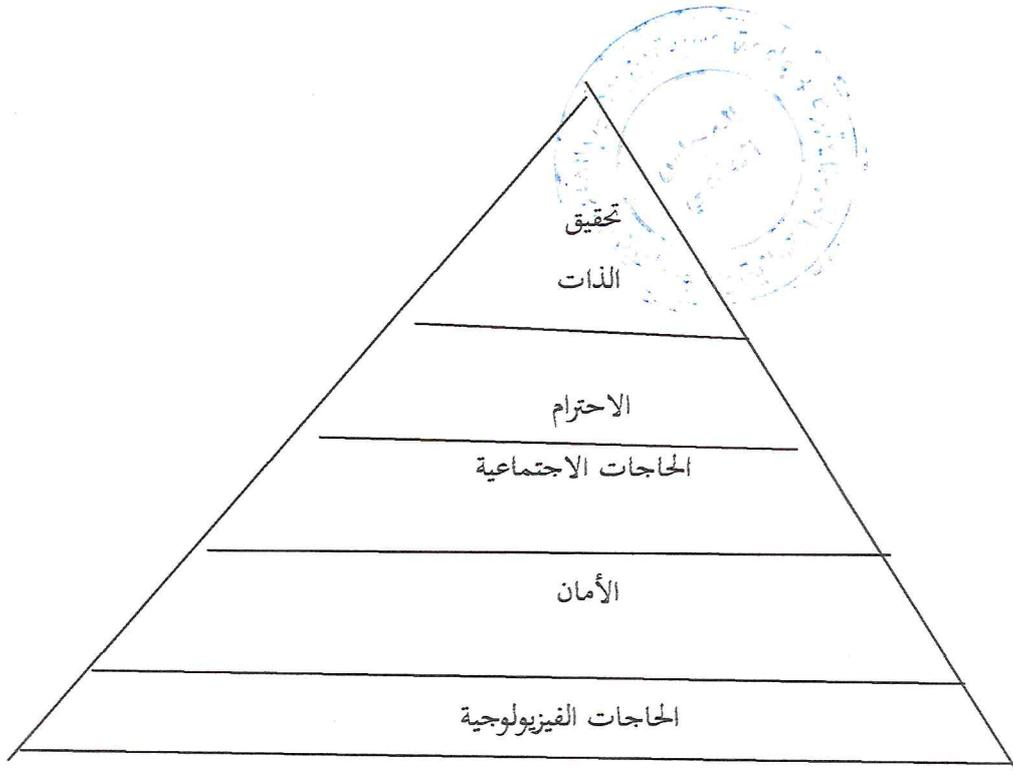 تحقيق
الذات
الاحترام
الحاجات الاجتماعية
الأمان
الحاجات الفيزيولوجية